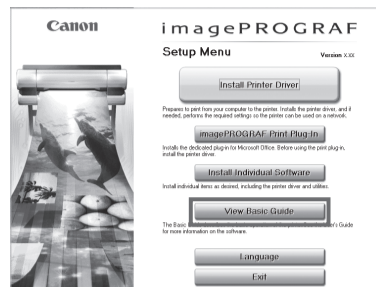 Canon
imagePROGRAF
Setup Menu
Version X.XX
Install Printer Driver
Prepares to print from your computer to the printer. Installs the printer driver, and if
needed, performs the required settings so the printer can be used on a network.
imagePROGRAF Print Plug-In
Installs the dedicated plug-in for Microsoft Office. Before using the print plug-in,
install the printer driver.
Install Individual Software
Install individual items as desired, including the printer driver and utilities.
View Basic Guide
The Basic User's Guide
for more information on the software.
Language
Exit